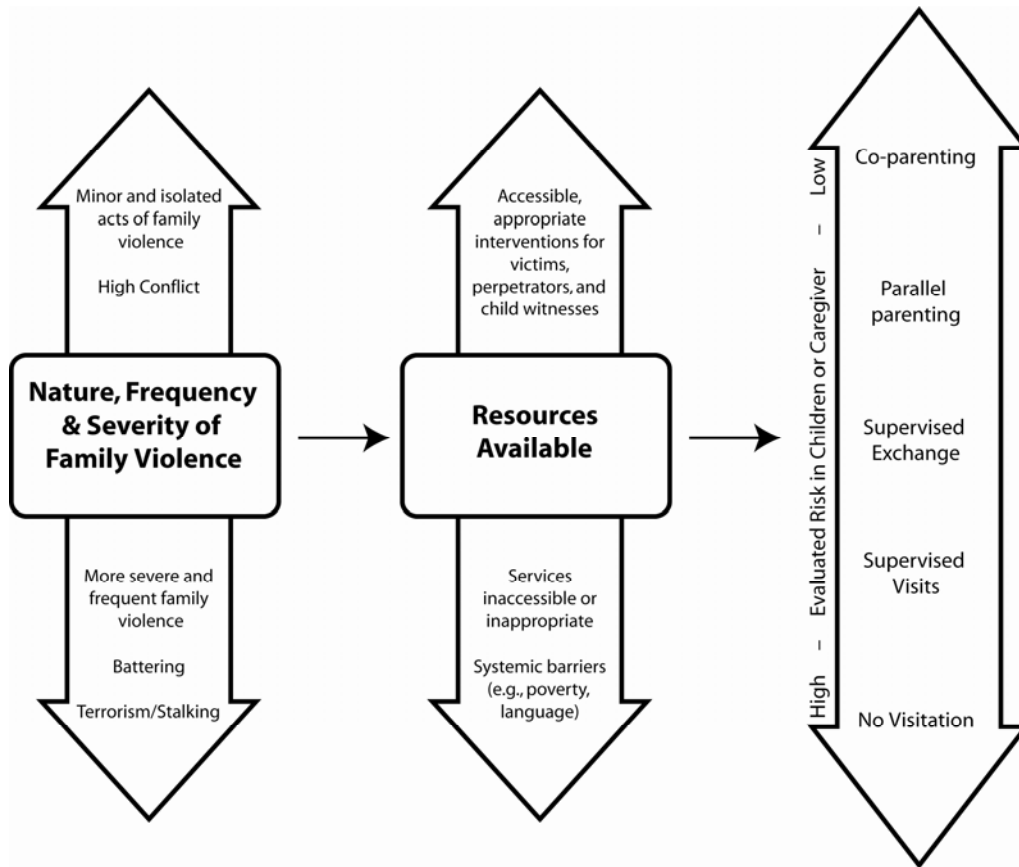 Minor and isolated
acts of family
violence
High Conflict
Nature, Frequency
& Severity of
Family Violence
More severe and
frequent family
violence
Battering
Terrorism/Stalking
Accessible,
appropriate
interventions for
victims,
perpetrators, and
child witnesses
Resources
Available
Services
inaccessible or
inappropriate
Systemic barriers
(e.g., poverty,
language)
High – Evaluated Risk in Children or Caregiver – Low
Co-parenting
Parallel
parenting
Supervised
Exchange
Supervised
Visits
No Visitation